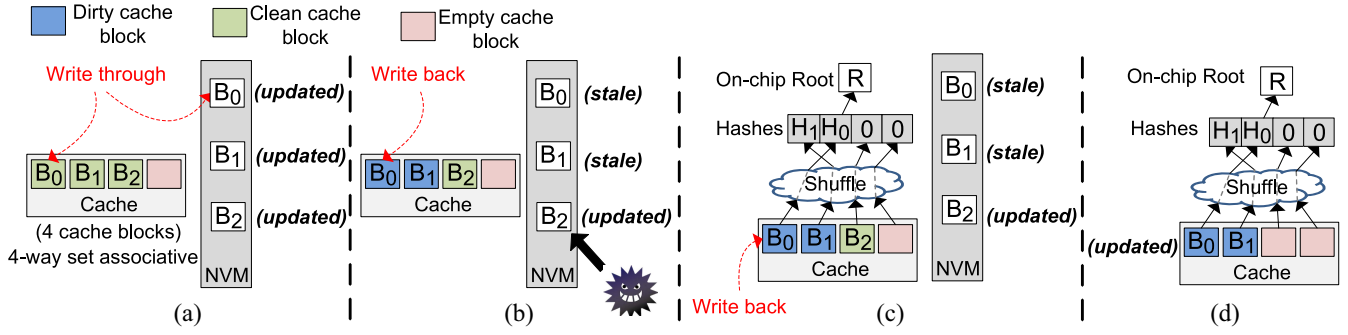 Dirty cache
block
Clean cache
block
Empty cache
block
Write through
B0 (updated)
B1 (updated)
B2 (updated)
B0 B1 B2
Cache
(4 cache blocks)
4-way set associative
NVM
(a)
Write back
B0 (stale)
B1 (stale)
B2 (updated)
B0 B1 B2
Cache
NVM
(b)
On-chip Root R
Hashes H1 H0 0 0
Shuffle
B0 B1 B2
Cache
Write back
B0 (stale)
B1 (stale)
B2 (updated)
NVM
(c)
On-chip Root R
Hashes H1 H0 0 0
Shuffle
(updated) B0 B1
Cache
(d)